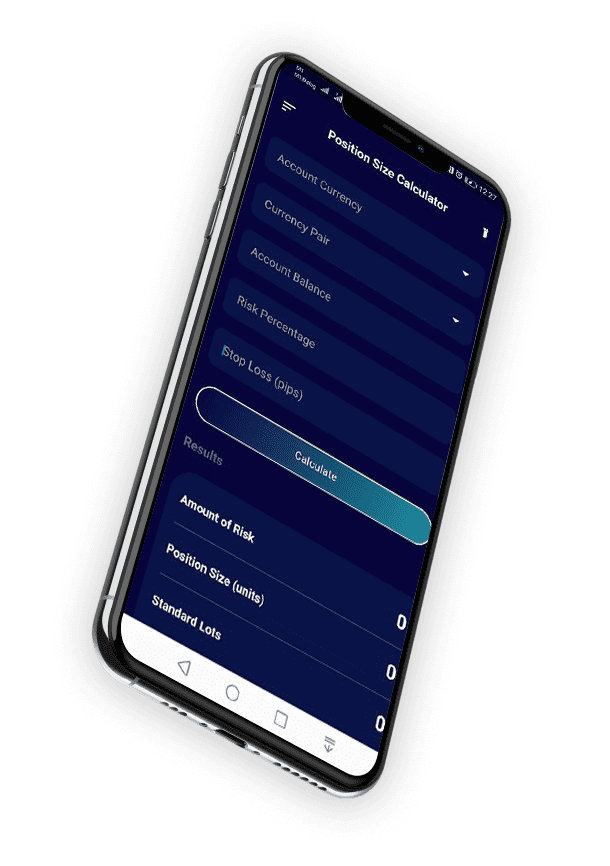 12:27
Position Size Calculator
Account Currency
Currency Pair
Account Balance
Risk Percentage
Stop Loss (pips)
Calculate
Results
Amount of Risk
0
Position Size (units)
0
Standard Lots
0